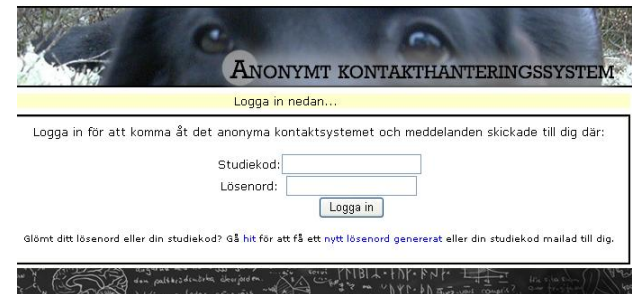 Anonymt kontakthanteringssystem
Logga in nedan...
Logga in för att komma åt det anonyma kontaktsystemet och meddelanden skickade till dig där:
Studiekod:
Lösenord:
Logga in
Glömt ditt lösenord eller din studiekod? Gå hit för att få ett nytt lösenord genererat eller din studiekod mailad till dig.